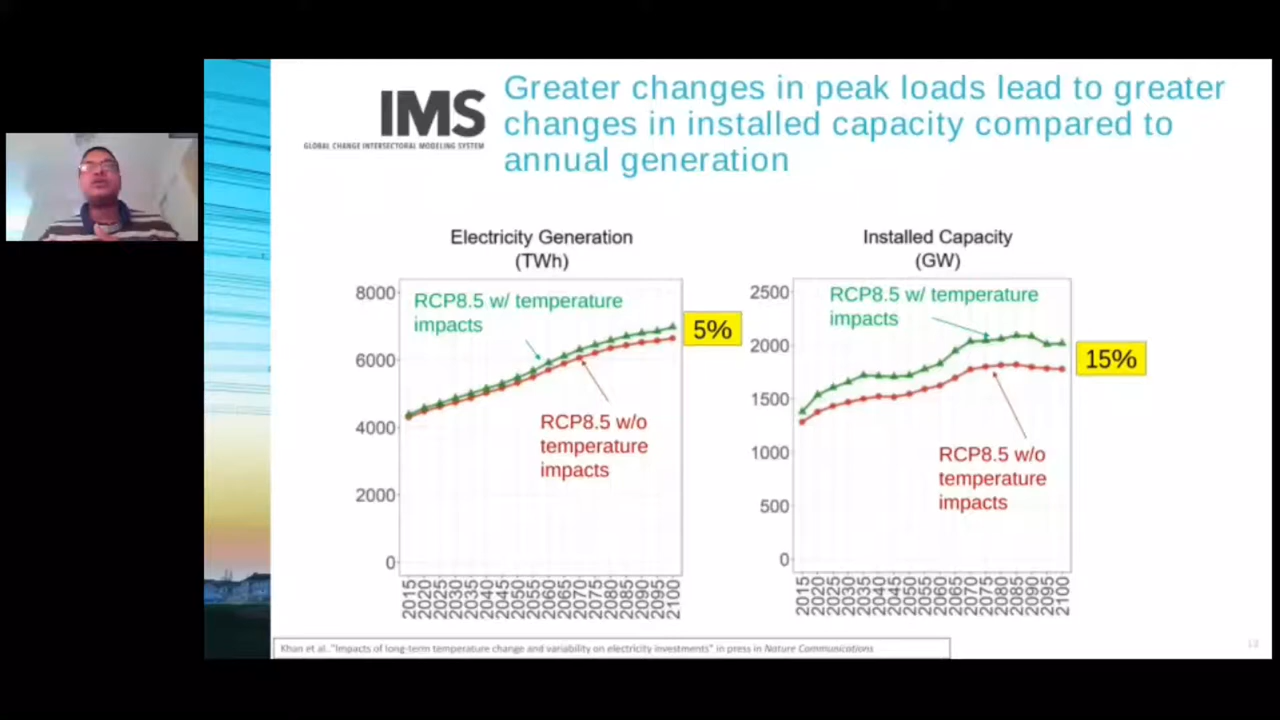 IMS
GLOBAL CHANGE INTERSECTORAL MODELING SYSTEM
Greater changes in peak loads lead to greater
changes in installed capacity compared to
annual generation
Electricity Generation
(TWh)
8000
6000
4000
2000
0
RCP8.5 w/ temperature
impacts
RCP8.5 w/o
temperature
impacts
5%
2015 2020 2025 2030 2035 2040 2045 2050 2055 2060 2065 2070 2075 2080 2085 2090 2095 2100
Installed Capacity
(GW)
2500
2000
1500
1000
500
0
RCP8.5 w/ temperature
impacts
RCP8.5 w/o
temperature
impacts
15%
2015 2020 2025 2030 2035 2040 2045 2050 2055 2060 2065 2070 2075 2080 2085 2090 2095 2100
Khan et al. "Impacts of long-term temperature change and variability on electricity investments" in press in Nature Communications